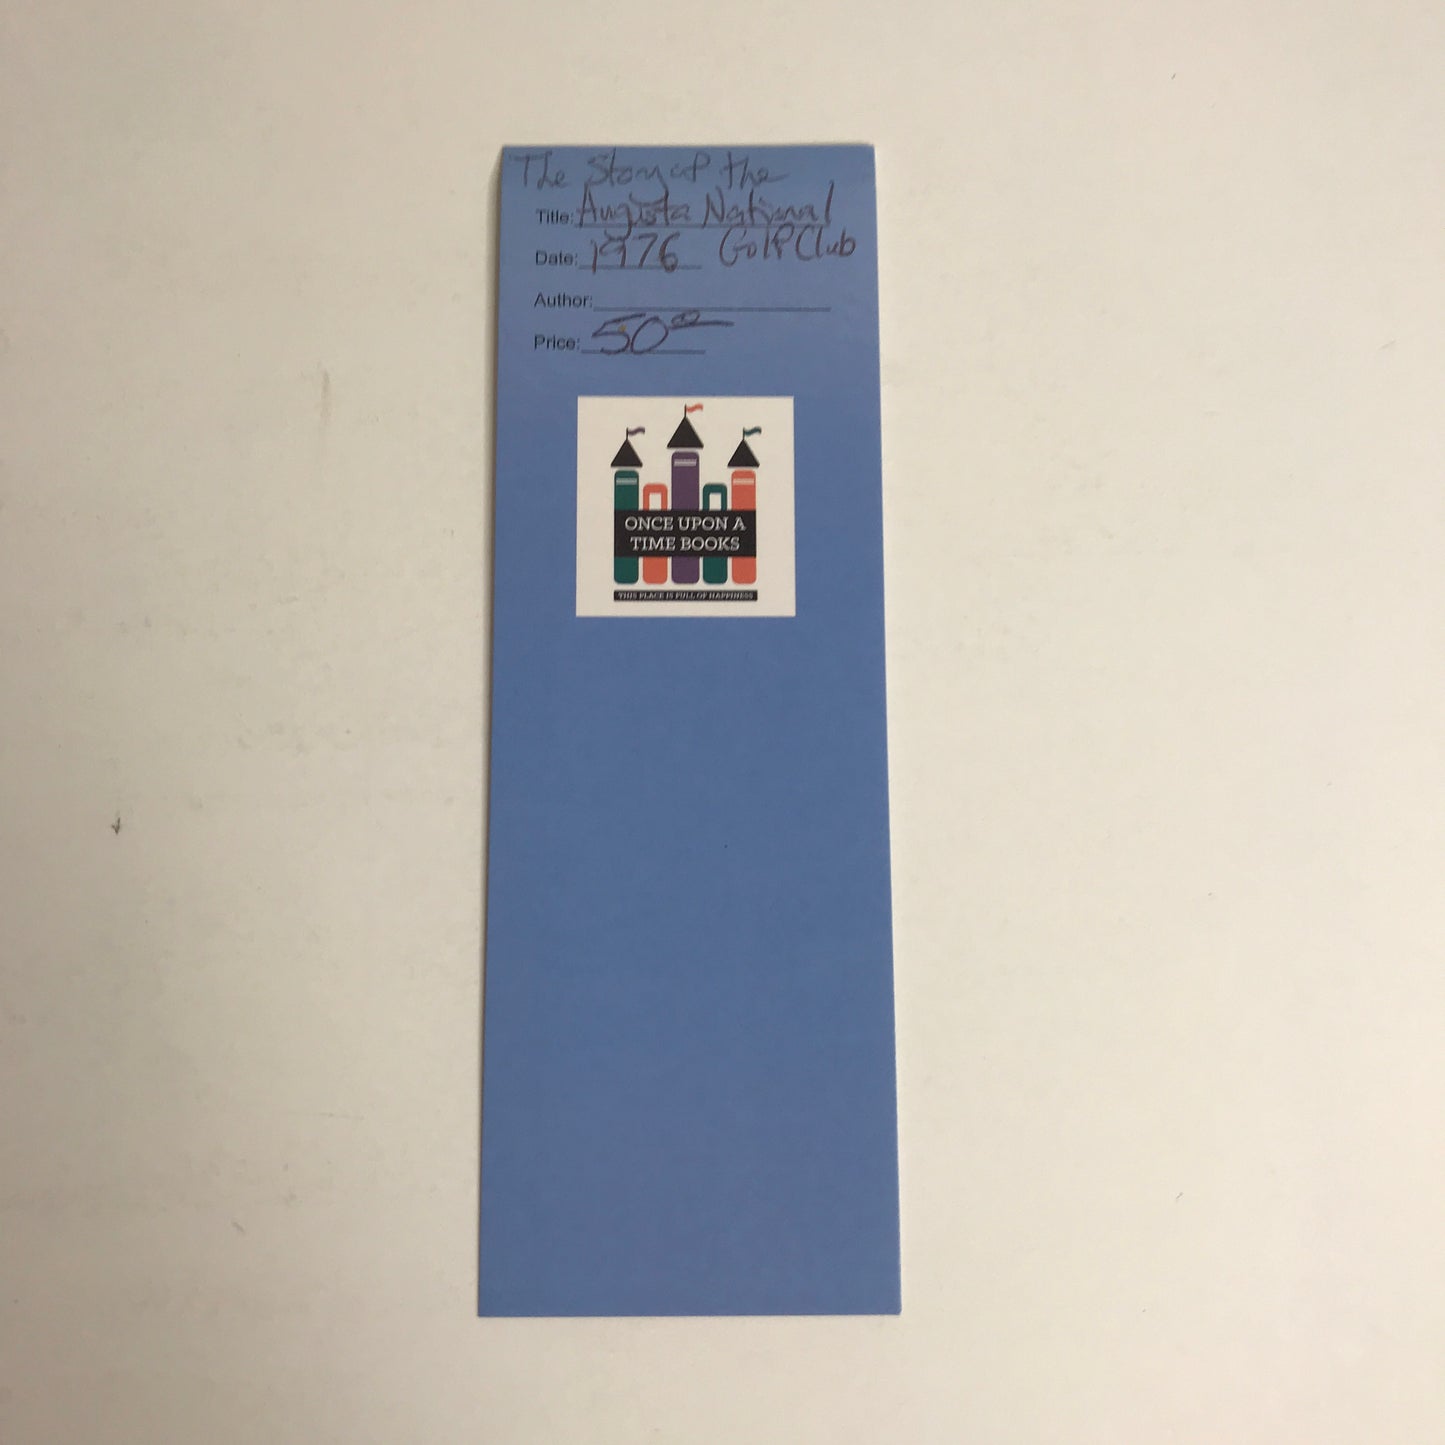 The Story of the
Title: Augusta National
Date: 1976 Golf Club
Author:
Price: 50.00
ONCE UPON A
TIME BOOKS
THIS PLACE IS FULL OF HAPPINESS